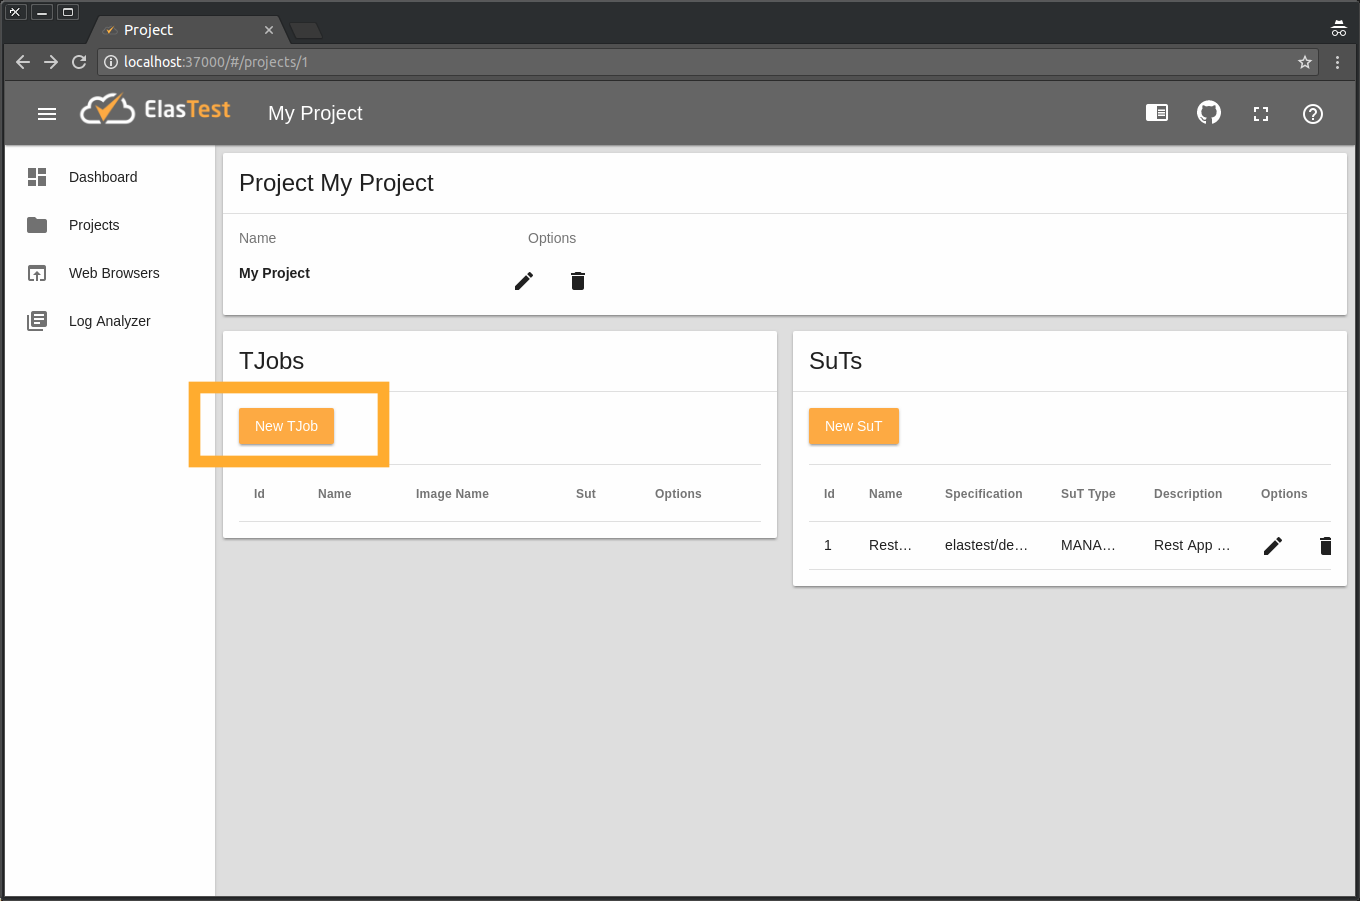 Project
localhost:37000/#/projects/1
ElasTest
My Project
Dashboard
Projects
Web Browsers
Log Analyzer
Project My Project
Name Options
My Project
TJobs
New TJob
Id Name Image Name Sut Options
SuTs
New SuT
Id Name Specification SuT Type Description Options
1 Rest... elastest/de... MANA... Rest App ...